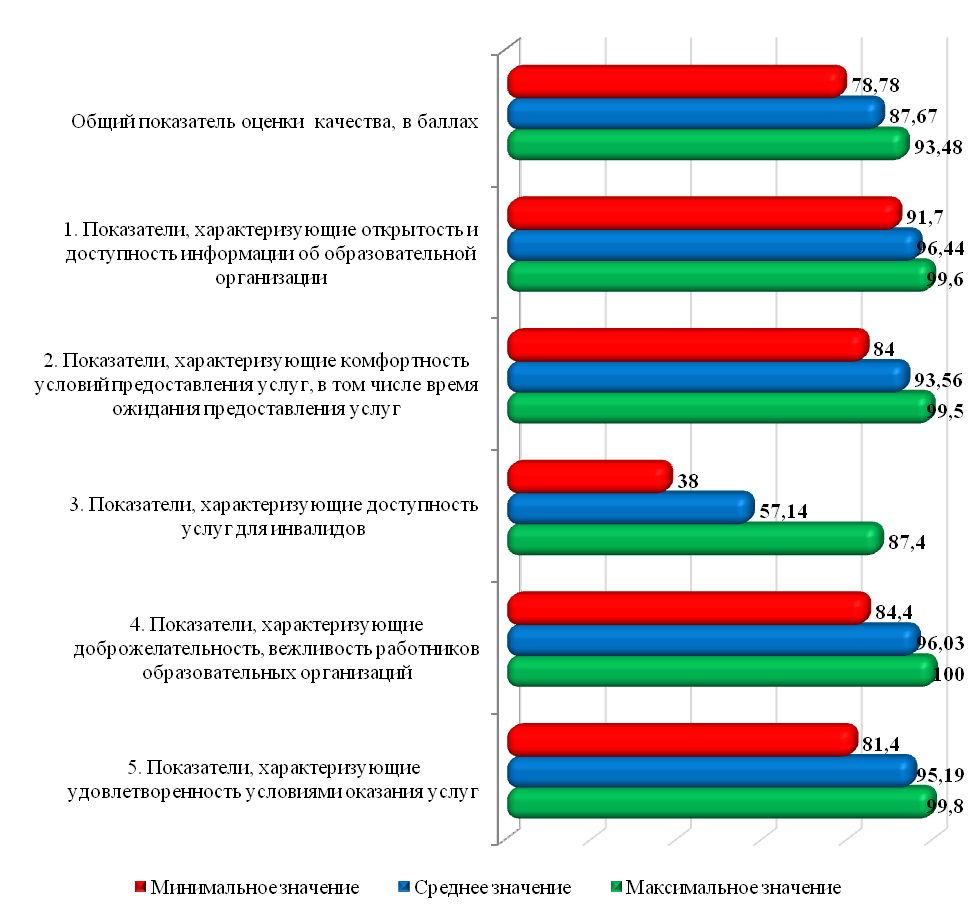 Общий показатель оценки качества, в баллах
78,78
87,67
93,48
1. Показатели, характеризующие открытость и
доступность информации об образовательной
организации
91,7
96,44
99,6
2. Показатели, характеризующие комфортность
условий предоставления услуг, в том числе время
ожидания предоставления услуг
84
93,56
99,5
3. Показатели, характеризующие доступность
услуг для инвалидов
38
57,14
87,4
4. Показатели, характеризующие
доброжелательность, вежливость работников
образовательных организаций
84,4
96,03
100
5. Показатели, характеризующие
удовлетворенность условиями оказания услуг
81,4
95,19
99,8
Минимальное значение Среднее значение Максимальное значение